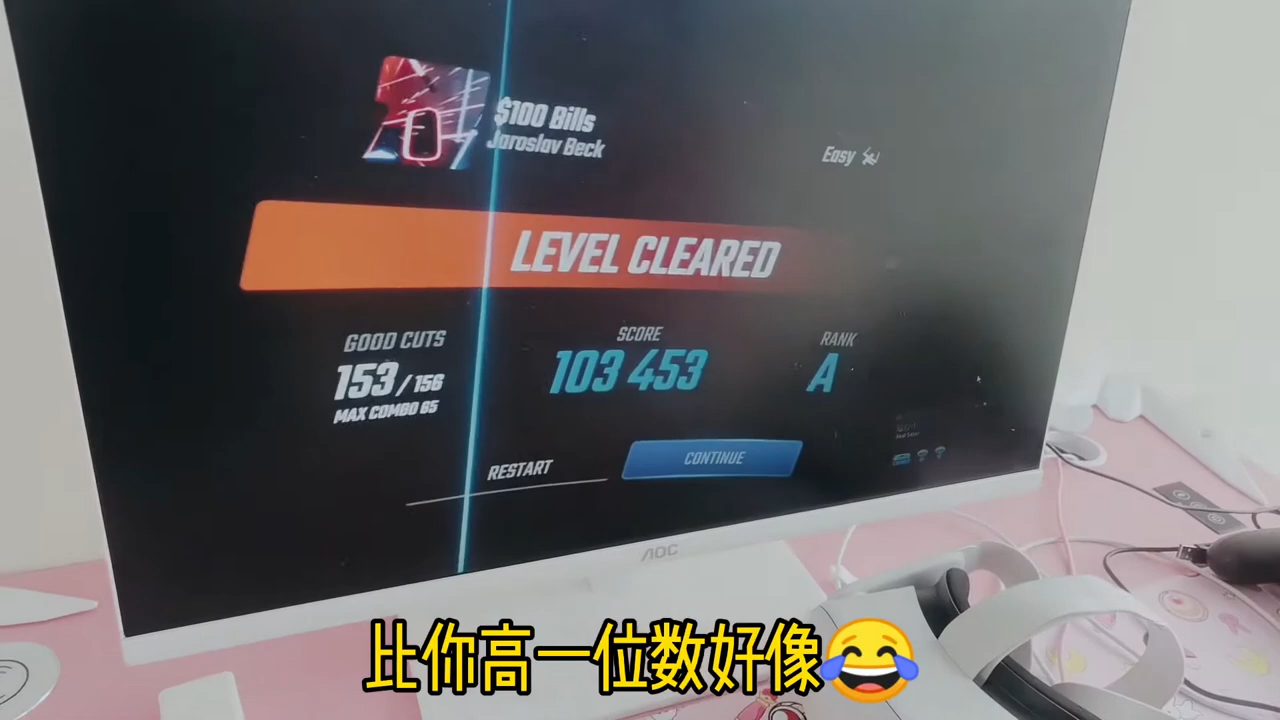 $100 Bills
Jaroslav Beck
Easy
LEVEL CLEARED
GOOD CUTS
153 / 156
MAX COMBO 65
SCORE
103 453
RANK
A
RESTART
CONTINUE
AOC
比你高一位数好像😂